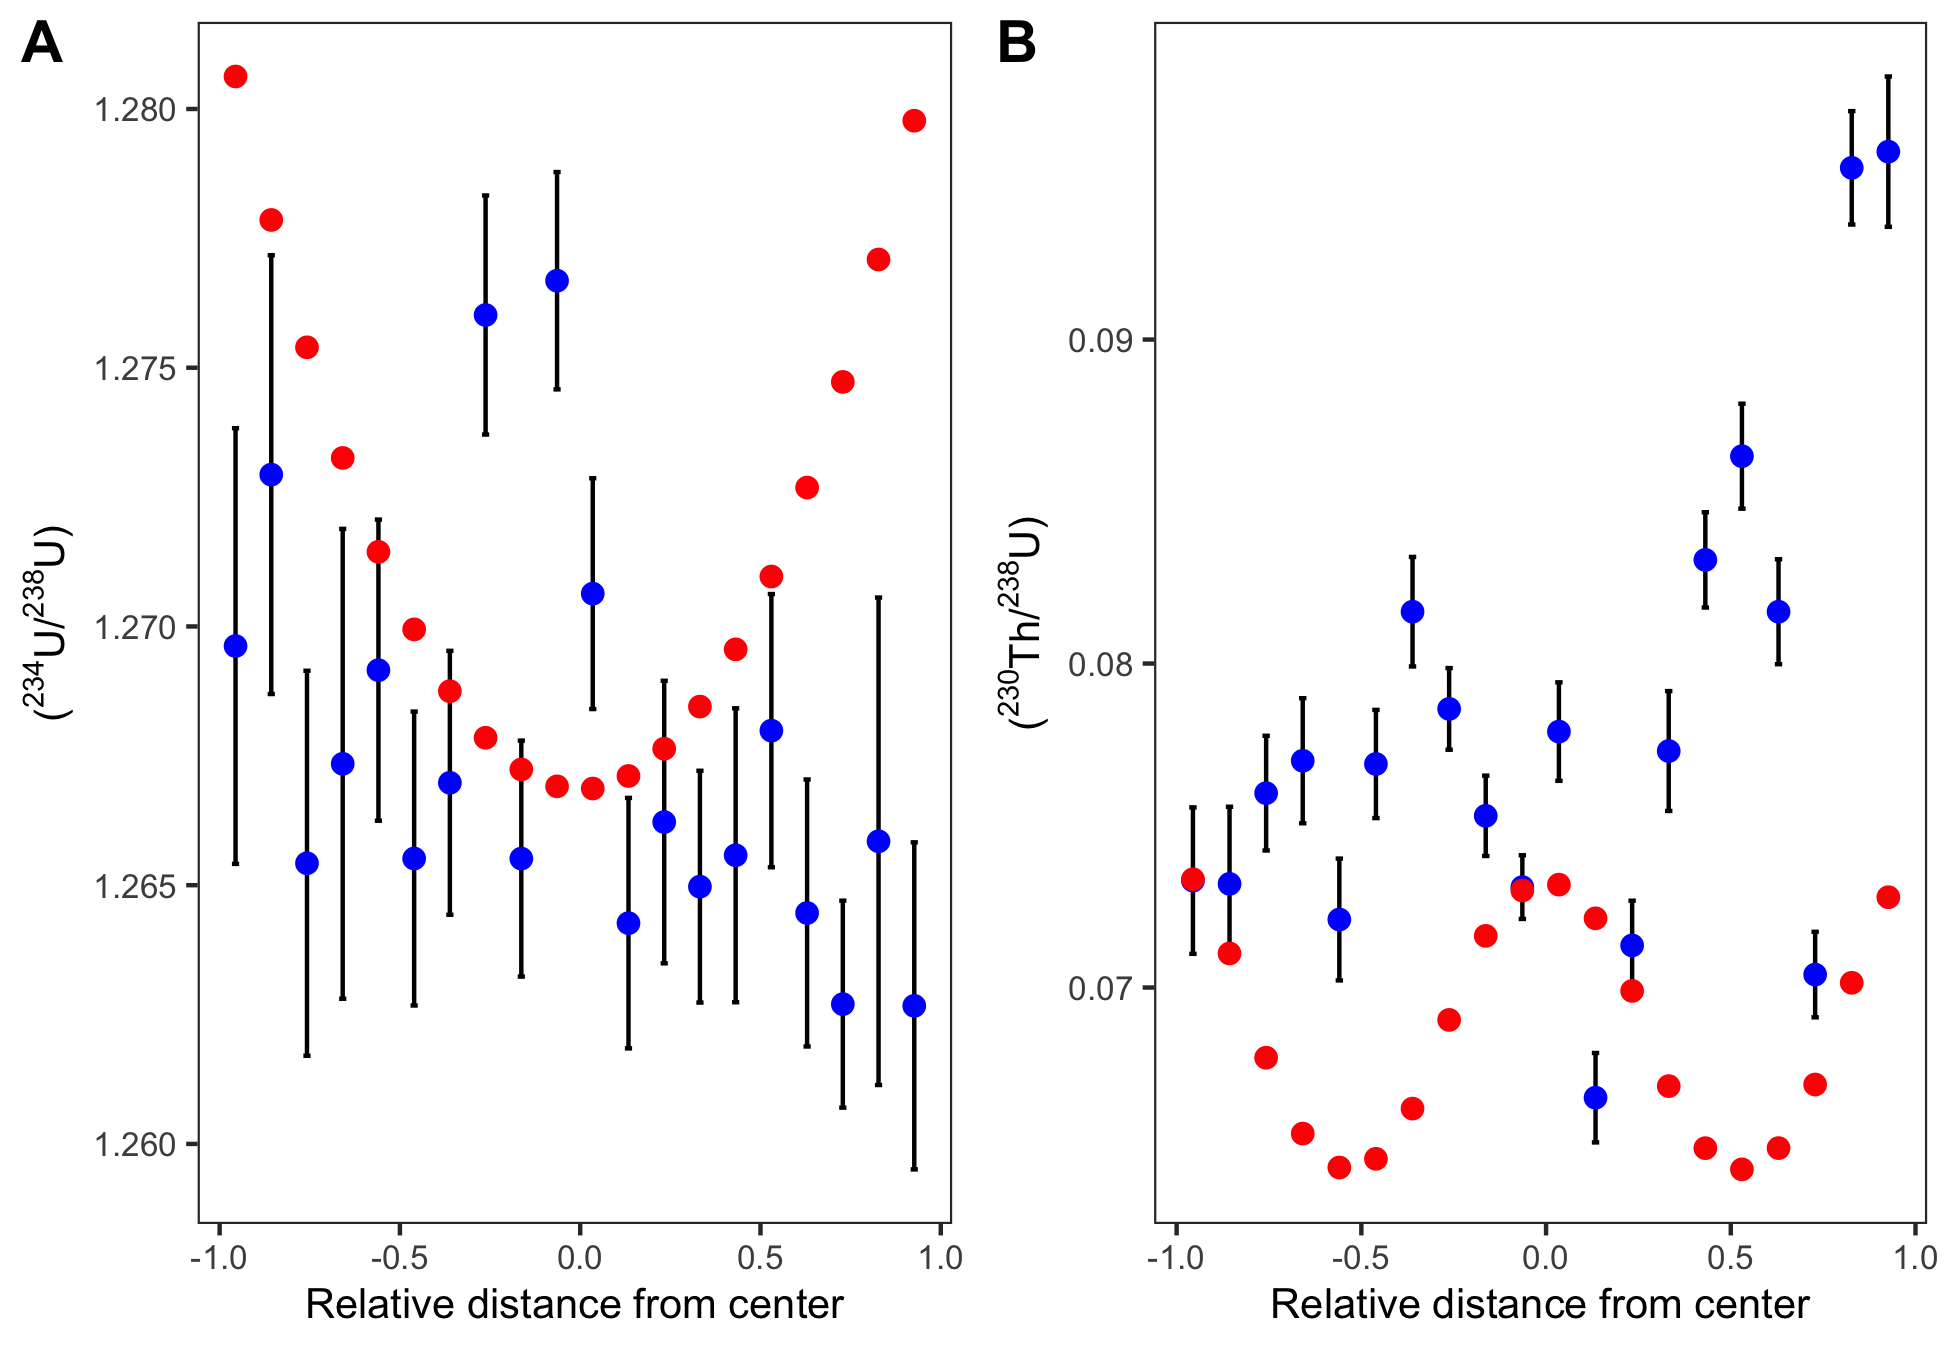 A
B
1.280
1.275
1.270
1.265
1.260
(²³⁴U/²³⁸U)
-1.0 -0.5 0.0 0.5 1.0
Relative distance from center
0.09
0.08
0.07
(²³⁰Th/²³⁸U)
-1.0 -0.5 0.0 0.5 1.0
Relative distance from center